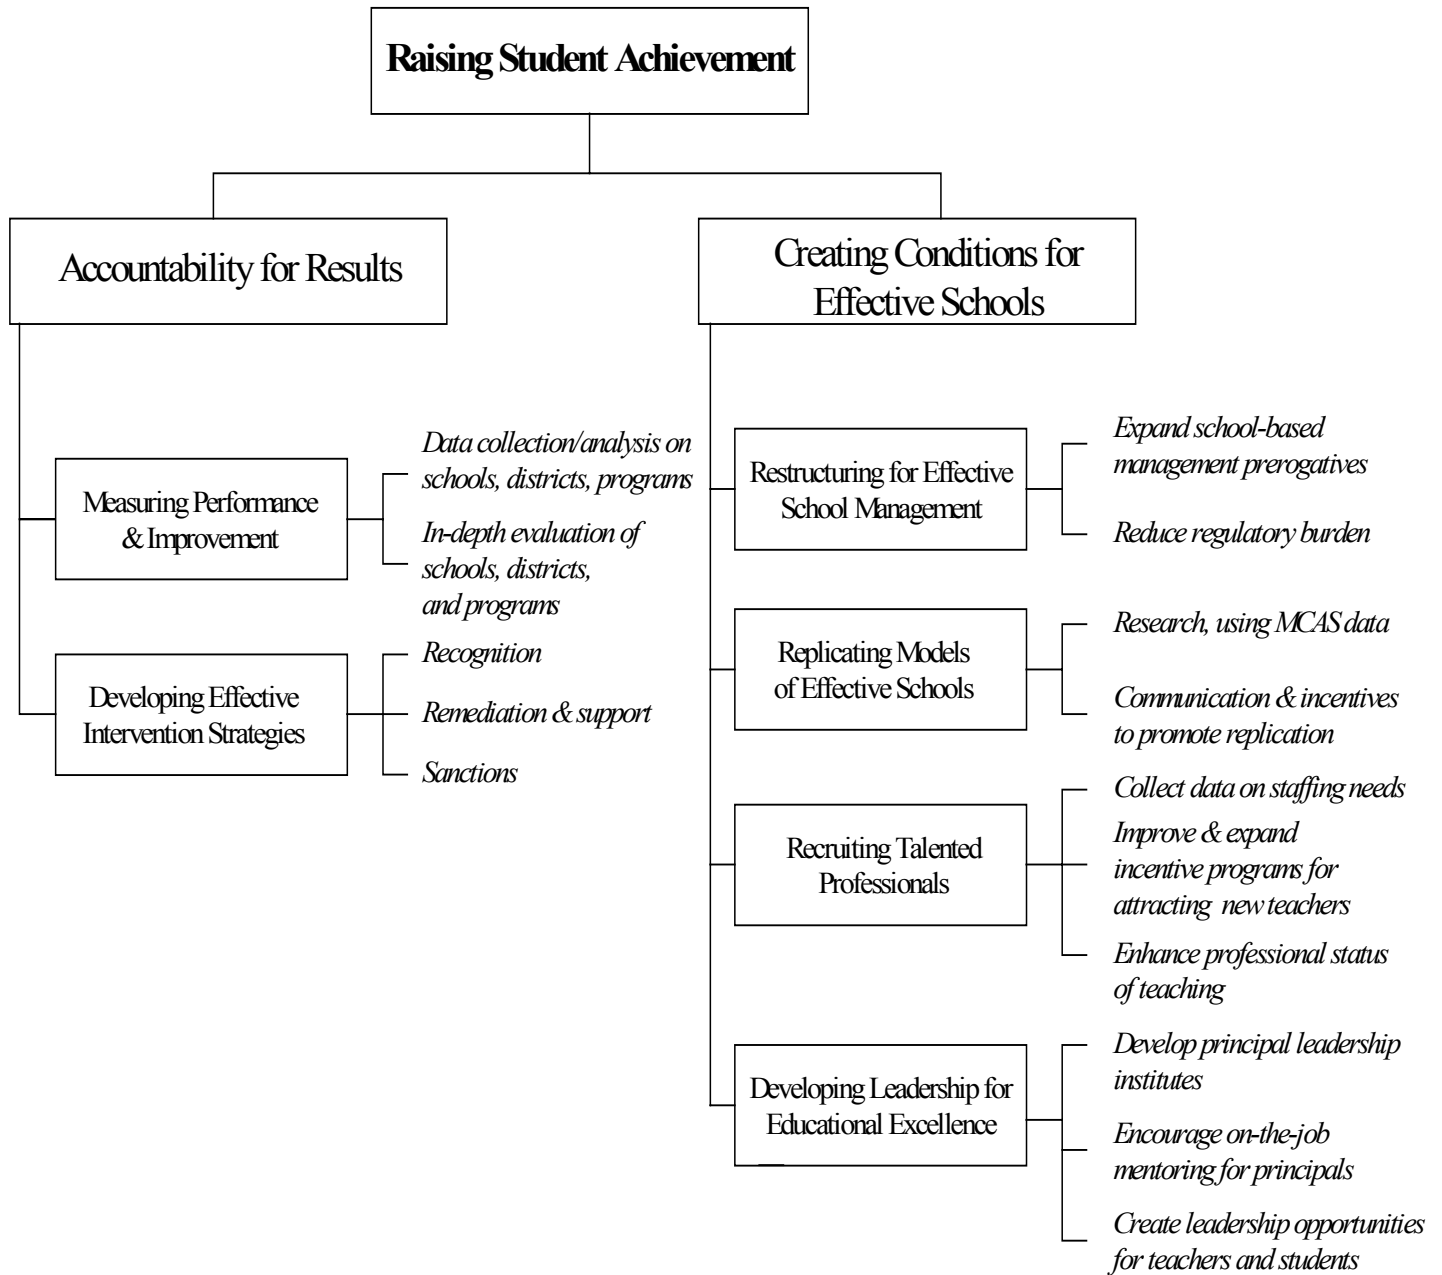 Raising Student Achievement
Accountability for Results
Creating Conditions for
Effective Schools
Measuring Performance
& Improvement
Data collection/analysis on
schools, districts, programs
In-depth evaluation of
schools, districts,
and programs
Developing Effective
Intervention Strategies
Recognition
Remediation & support
Sanctions
Restructuring for Effective
School Management
Expand school-based
management prerogatives
Reduce regulatory burden
Replicating Models
of Effective Schools
Research, using MCAS data
Communication & incentives
to promote replication
Recruiting Talented
Professionals
Collect data on staffing needs
Improve & expand
incentive programs for
attracting new teachers
Enhance professional status
of teaching
Developing Leadership for
Educational Excellence
Develop principal leadership
institutes
Encourage on-the-job
mentoring for principals
Create leadership opportunities
for teachers and students